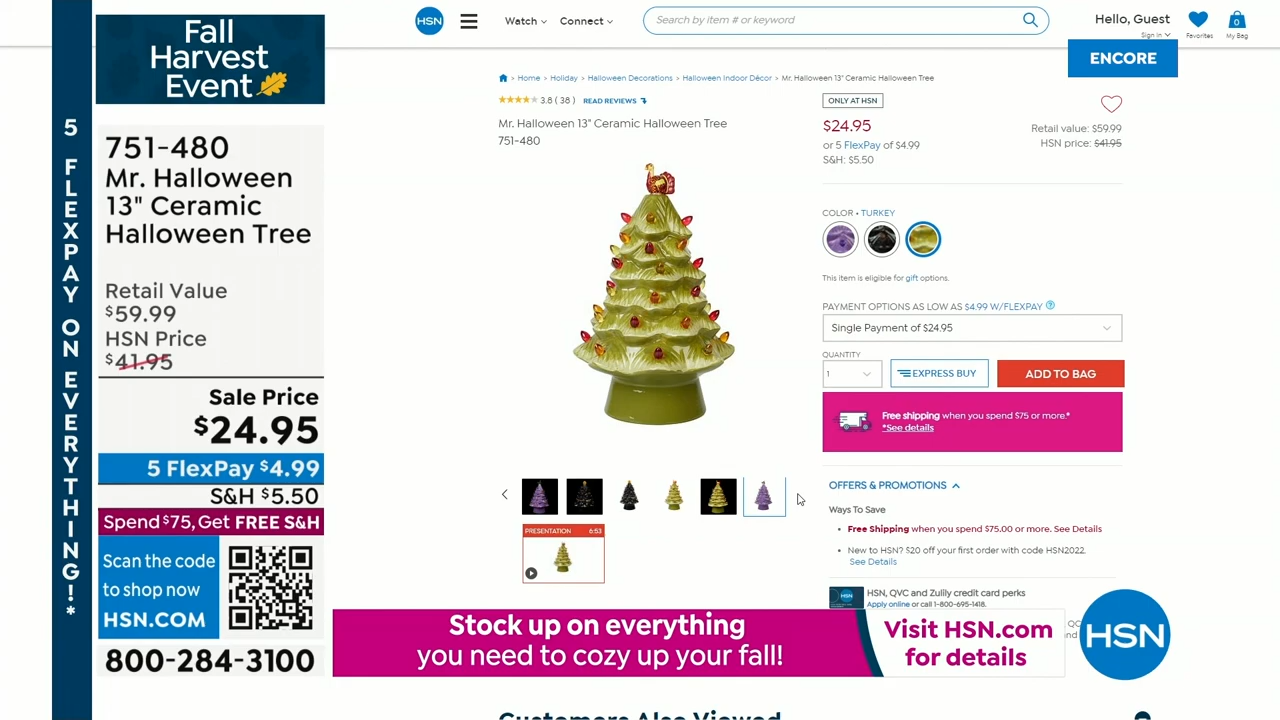 Fall
Harvest
Event
5 FLEXPAY ON EVERYTHING!*
751-480
Mr. Halloween
13" Ceramic
Halloween Tree
Retail Value
$59.99
HSN Price
$41.95
Sale Price
$24.95
5 FlexPay $4.99
S&H $5.50
Spend $75, Get FREE S&H
Scan the code
to shop now
HSN.COM
800-284-3100
HSN
Watch
Connect
Search by item # or keyword
Hello, Guest
Sign in
Favorites
0
My Bag
ENCORE
> Home > Holiday > Halloween Decorations > Halloween Indoor Décor > Mr. Halloween 13" Ceramic Halloween Tree
3.8 ( 38 ) READ REVIEWS
Mr. Halloween 13" Ceramic Halloween Tree
751-480
ONLY AT HSN
$24.95
or 5 FlexPay of $4.99
S&H: $5.50
Retail value: $59.99
HSN price: $41.95
COLOR • TURKEY
This item is eligible for gift options.
PAYMENT OPTIONS AS LOW AS $4.99 W/FLEXPAY
Single Payment of $24.95
QUANTITY
1
EXPRESS BUY
ADD TO BAG
Free shipping when you spend $75 or more.*
*See details
OFFERS & PROMOTIONS
Ways To Save
• Free Shipping when you spend $75.00 or more. See Details
• New to HSN? $20 off your first order with code HSN2022.
See Details
HSN
HSN, QVC and Zulily credit card perks
Apply online or call 1-800-695-1418.
PRESENTATION 6:53
Stock up on everything
you need to cozy up your fall!
Visit HSN.com
for details
HSN
Customers Also Viewed